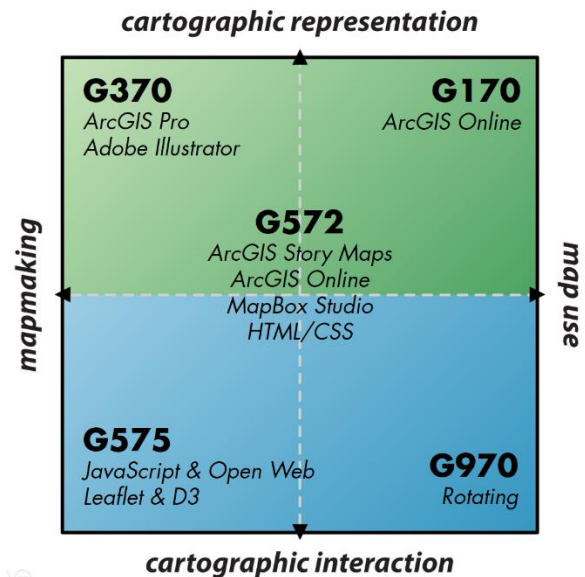 cartographic representation
G370
ArcGIS Pro
Adobe Illustrator
G170
ArcGIS Online
G572
ArcGIS Story Maps
ArcGIS Online
MapBox Studio
HTML/CSS
mapmaking
map use
G575
JavaScript & Open Web
Leaflet & D3
G970
Rotating
cartographic interaction